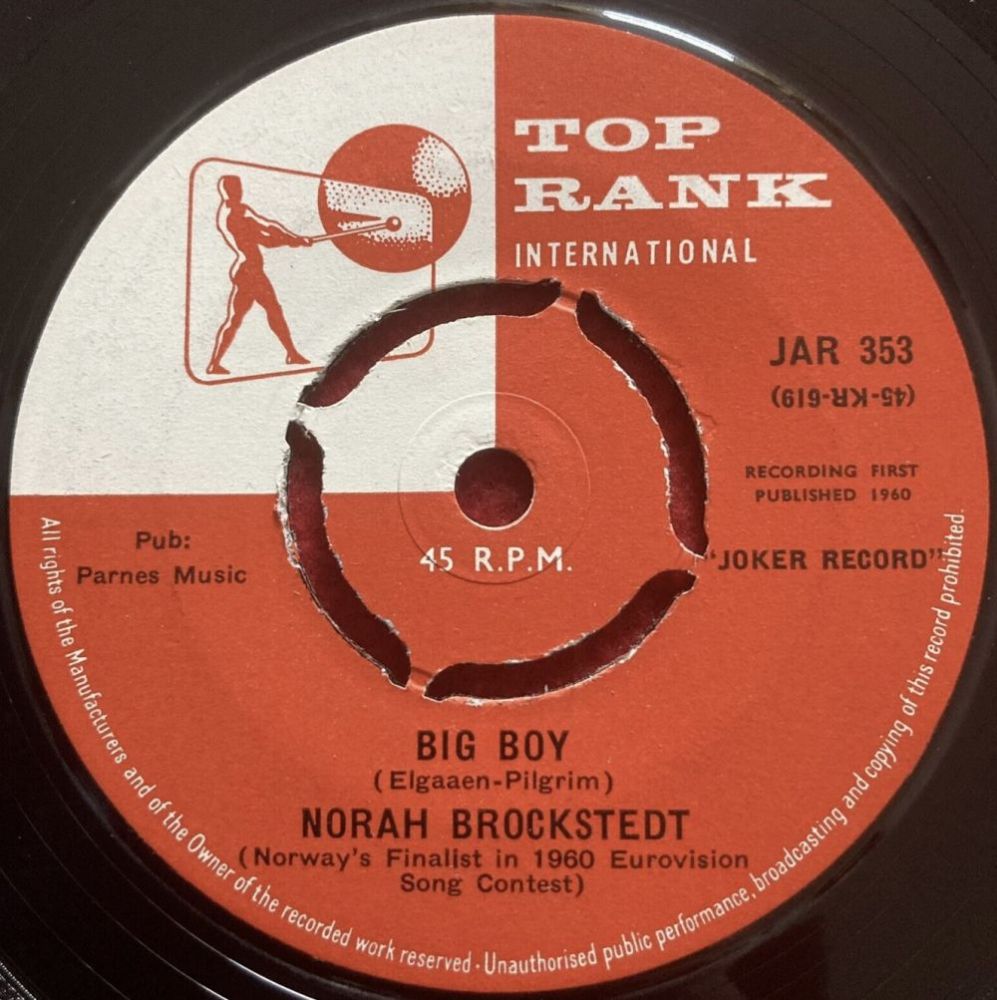 TOP
RANK
INTERNATIONAL
JAR 353
(45-KR-619)
RECORDING FIRST
PUBLISHED 1960
"JOKER RECORD"
Pub:
Parnes Music
45 R.P.M.
BIG BOY
(Elgaaen-Pilgrim)
NORAH BROCKSTEDT
(Norway's Finalist in 1960 Eurovision
Song Contest)
All rights of the Manufacturers and of the Owner of the recorded work reserved · Unauthorised public performance, broadcasting and copying of this record prohibited.